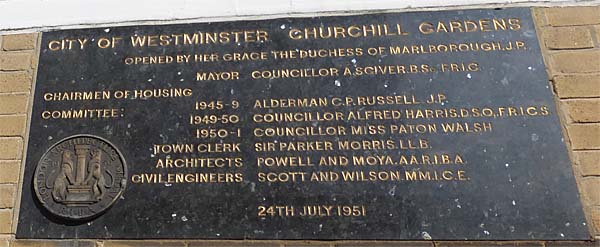 CITY OF WESTMINSTER CHURCHILL GARDENS
OPENED BY HER GRACE THE DUCHESS OF MARLBOROUGH, J.P.
MAYOR COUNCILLOR A. SCIVER. B.Sc. F.R.I.C.
CHAIRMEN OF HOUSING
COMMITTEE: 1945-9 ALDERMAN C.P. RUSSELL. J.P.
1949-50 COUNCILLOR ALFRED HARRIS. D.S.O, F.R.I.C.S
1950-1 COUNCILLOR MISS PATON WALSH
TOWN CLERK SIR PARKER MORRIS. LL.B.
ARCHITECTS POWELL AND MOYA. A.A.R.I.B.A.
CIVIL ENGINEERS SCOTT AND WILSON. M.M.I.C.E.
24TH JULY 1951